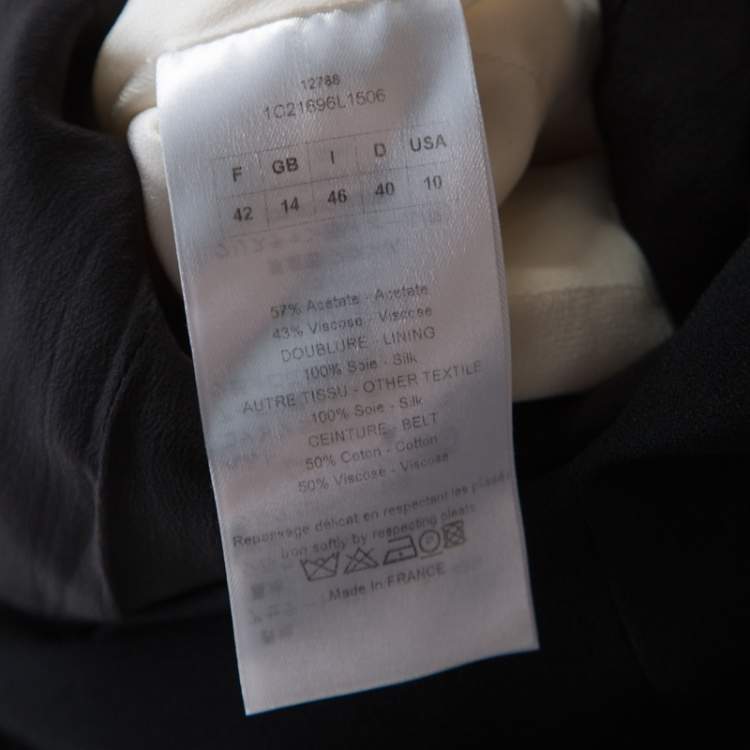 12788
1C21696L1506
F GB I D USA
42 14 46 40 10
57% Acetate - Acetate
43% Viscose - Viscose
DOUBLURE - LINING
100% Soie - Silk
AUTRE TISSU - OTHER TEXTILE
100% Soie - Silk
CEINTURE - BELT
50% Coton - Cotton
50% Viscose - Viscose
Repassage délicat en respectant les plissés
Iron softly by respecting pleats
Made in FRANCE